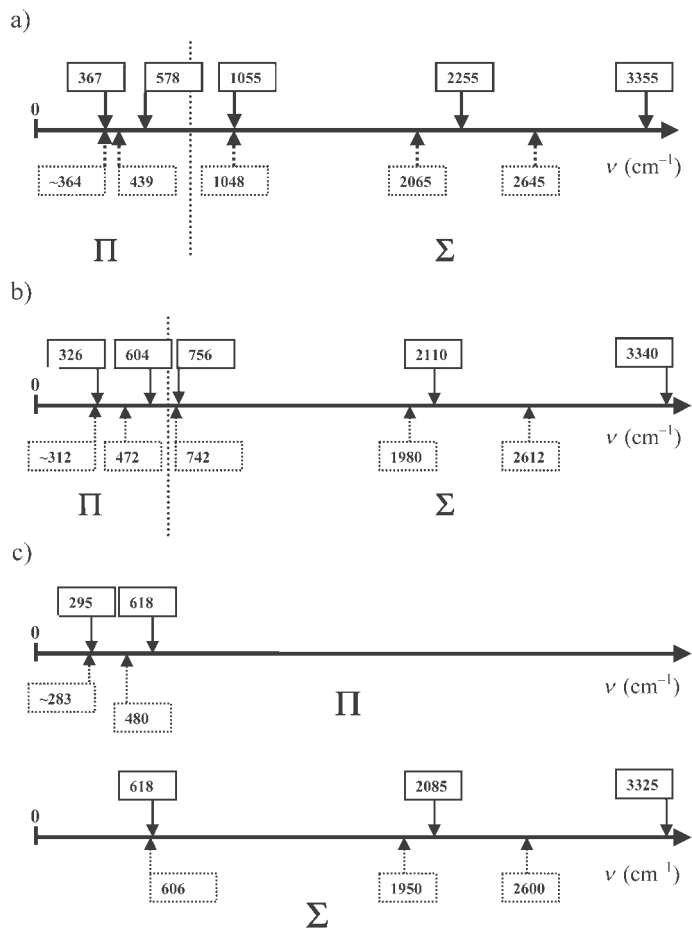 a)
367 578 1055 2255 3355
0
~364 439 1048 2065 2645 ν (cm⁻¹)
Π Σ
b)
326 604 756 2110 3340
0
ν (cm⁻¹)
~312 472 742 1980 2612
Π Σ
c)
295 618
0
ν (cm⁻¹)
~283
480 Π
618 2085 3325
0
ν (cm⁻¹)
606 1950 2600
Σ